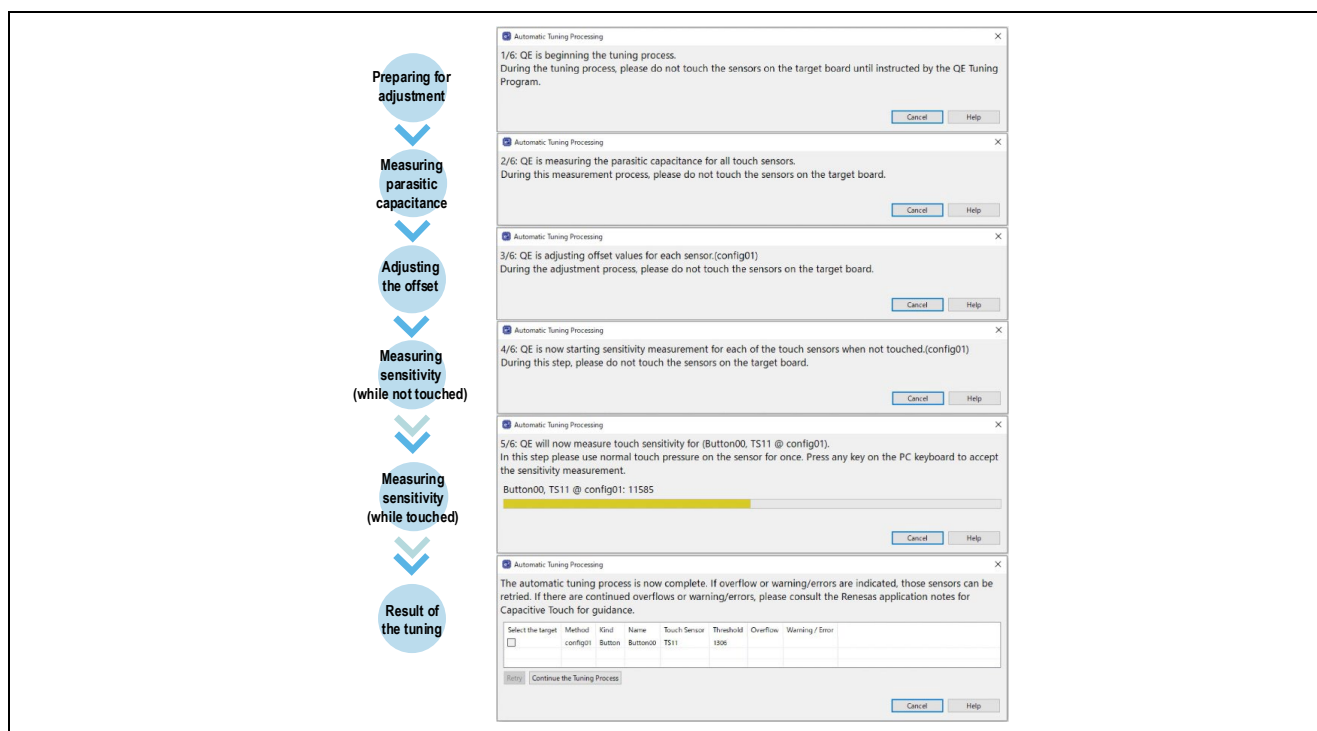 Preparing for
adjustment
Automatic Tuning Processing
1/6: QE is beginning the tuning process.
During the tuning process, please do not touch the sensors on the target board until instructed by the QE Tuning
Program.
Cancel Help
Measuring
parasitic
capacitance
Automatic Tuning Processing
2/6: QE is measuring the parasitic capacitance for all touch sensors.
During this measurement process, please do not touch the sensors on the target board.
Cancel Help
Adjusting
the offset
Automatic Tuning Processing
3/6: QE is adjusting offset values for each sensor.(config01)
During the adjustment process, please do not touch the sensors on the target board.
Cancel Help
Measuring
sensitivity
(while not touched)
Automatic Tuning Processing
4/6: QE is now starting sensitivity measurement for each of the touch sensors when not touched.(config01)
During this step, please do not touch the sensors on the target board.
Cancel Help
Measuring
sensitivity
(while touched)
Automatic Tuning Processing
5/6: QE will now measure touch sensitivity for (Button00, TS11 @ config01).
In this step please use normal touch pressure on the sensor for once. Press any key on the PC keyboard to accept
the sensitivity measurement.
Button00, TS11 @ config01: 11585
Cancel Help
Result of
the tuning
Automatic Tuning Processing
The automatic tuning process is now complete. If overflow or warning/errors are indicated, those sensors can be
retried. If there are continued overflows or warning/errors, please consult the Renesas application notes for
Capacitive Touch for guidance.
Select the target Method Kind Name Touch Sensor Threshold Overflow Warning / Error
config01 Button Button00 TS11 1306
Retry Continue the Tuning Process
Cancel Help